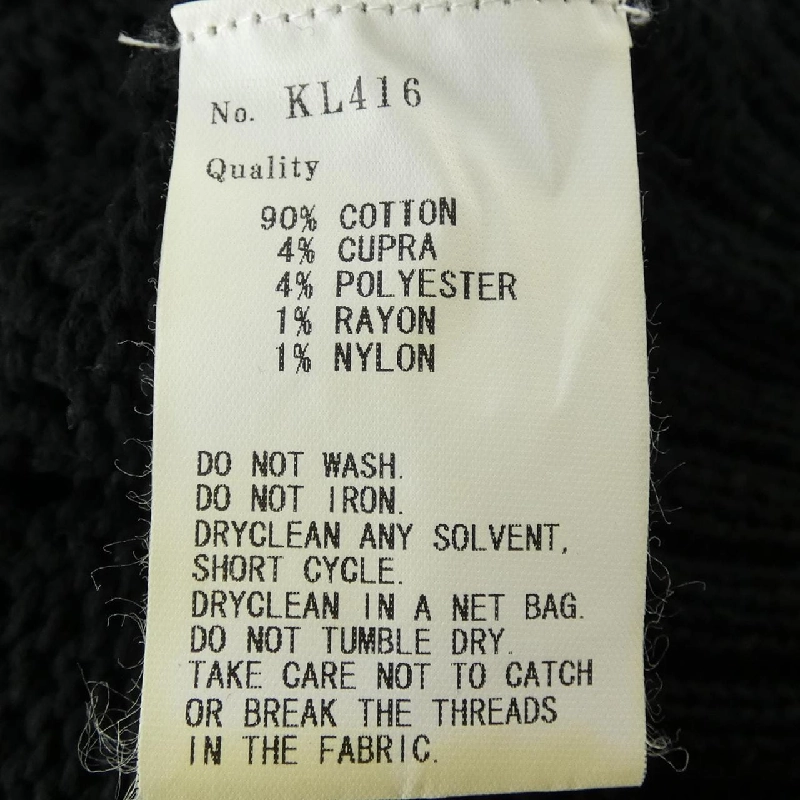 No. KL416
Quality
90% COTTON
4% CUPRA
4% POLYESTER
1% RAYON
1% NYLON
DO NOT WASH.
DO NOT IRON.
DRYCLEAN ANY SOLVENT,
SHORT CYCLE.
DRYCLEAN IN A NET BAG.
DO NOT TUMBLE DRY.
TAKE CARE NOT TO CATCH
OR BREAK THE THREADS
IN THE FABRIC.